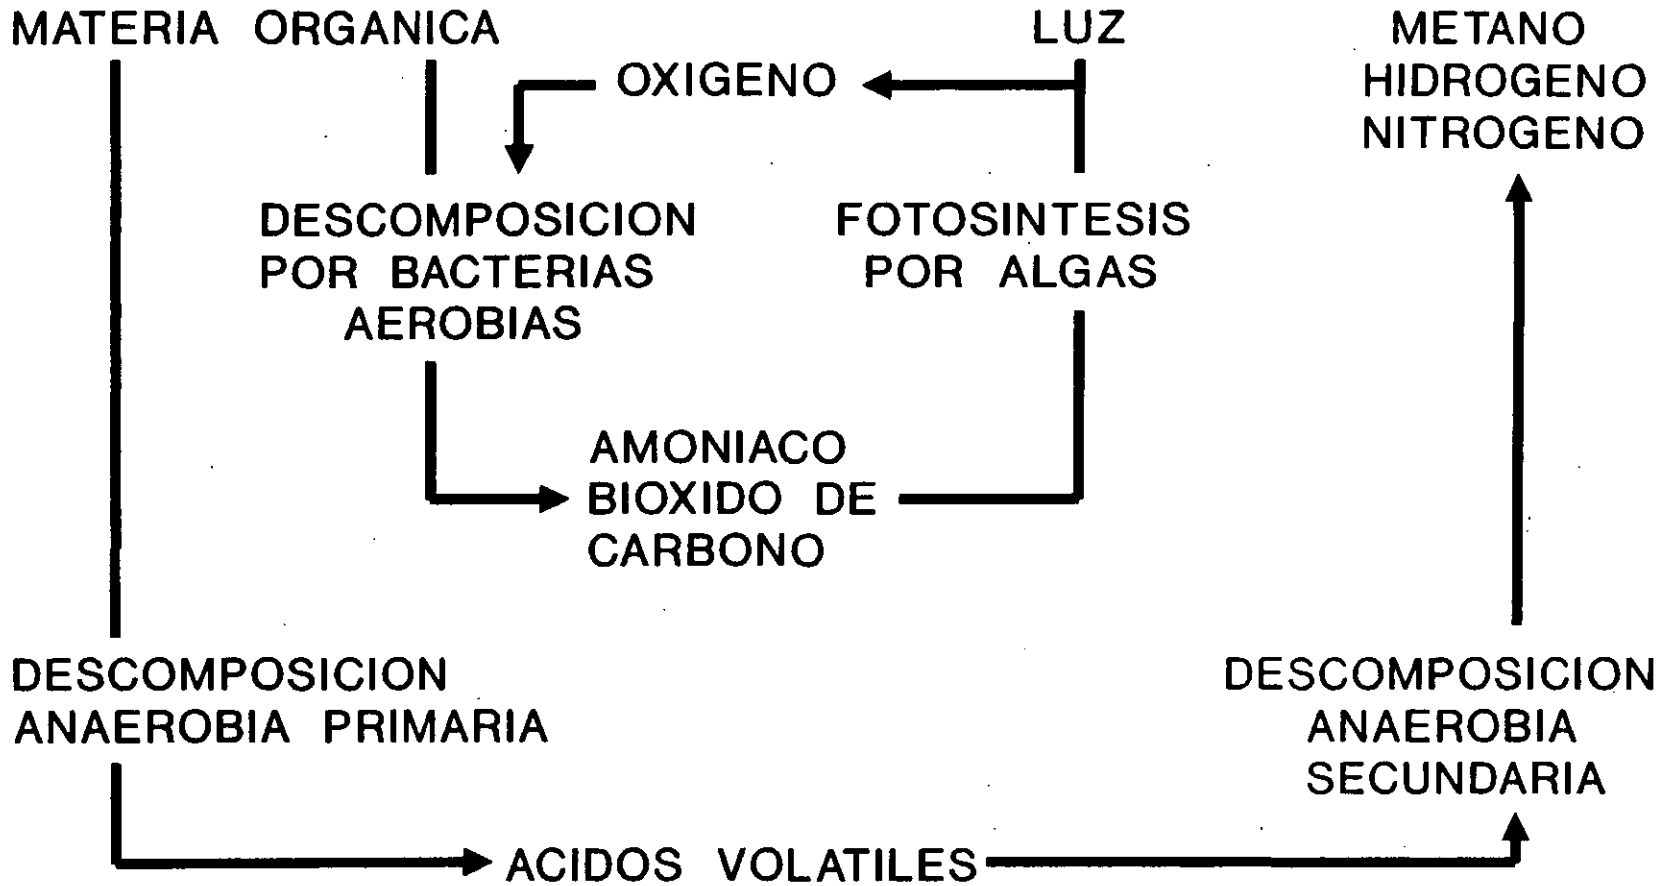 MATERIA ORGANICA
LUZ
METANO
HIDROGENO
NITROGENO
OXIGENO
DESCOMPOSICION
POR BACTERIAS
AEROBIAS
FOTOSINTESIS
POR ALGAS
AMONIACO
BIOXIDO DE
CARBONO
DESCOMPOSICION
ANAEROBIA PRIMARIA
DESCOMPOSICION
ANAEROBIA
SECUNDARIA
ACIDOS VOLATILES